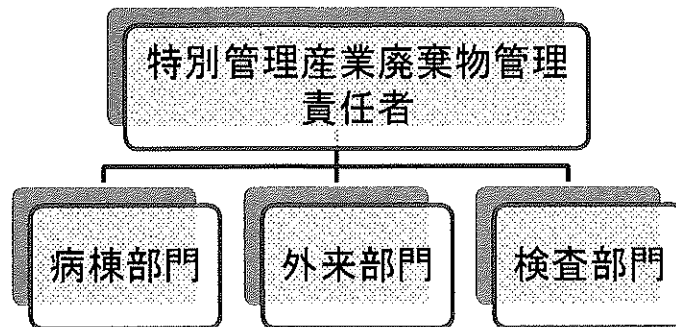 特別管理産業廃棄物管理
責任者
病棟部門
外来部門
検査部門